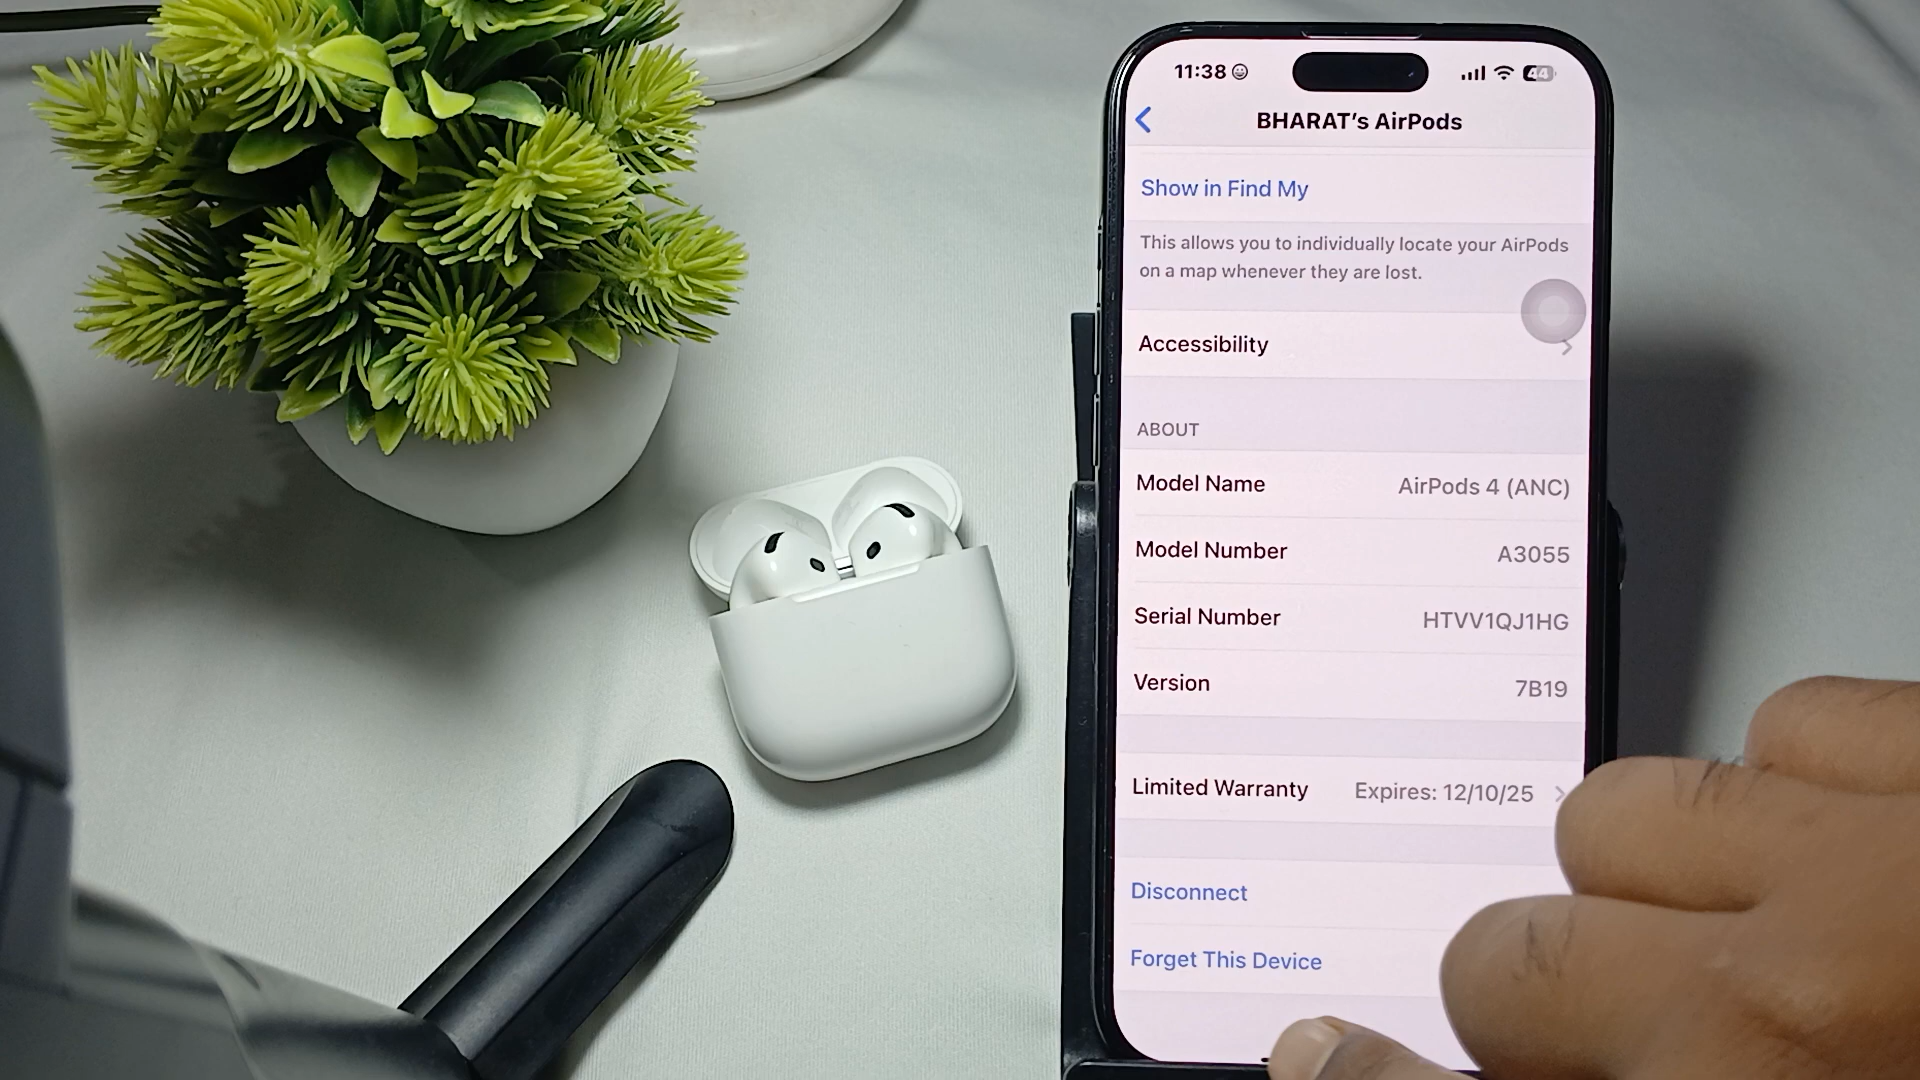 11:38
44
BHARAT's AirPods
Show in Find My
This allows you to individually locate your AirPods
on a map whenever they are lost.
Accessibility
ABOUT
Model Name AirPods 4 (ANC)
Model Number A3055
Serial Number HTVV1QJ1HG
Version 7B19
Limited Warranty Expires: 12/10/25
Disconnect
Forget This Device